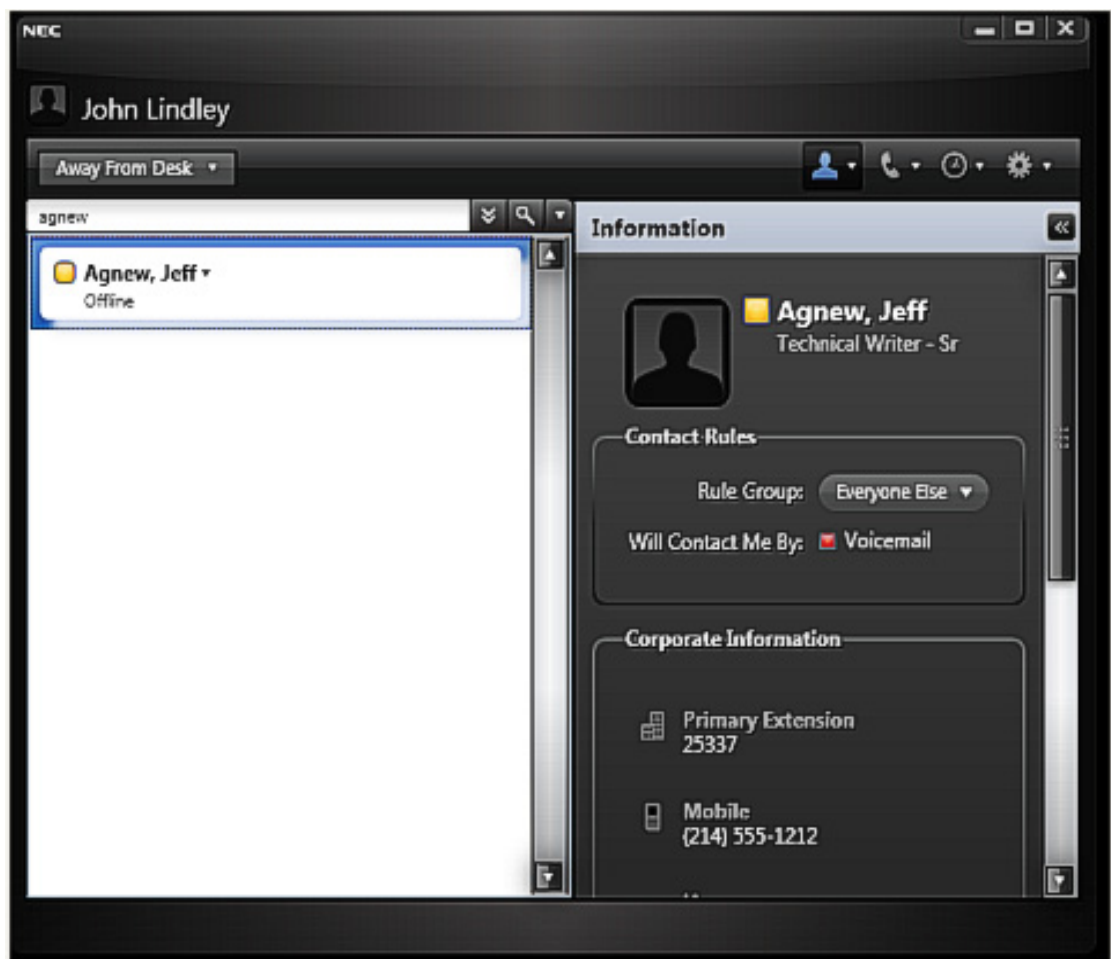 NEC
John Lindley
Away From Desk
agnew
Agnew, Jeff
Offline
Information
Agnew, Jeff
Technical Writer - Sr
Contact Rules
Rule Group: Everyone Else
Will Contact Me By: Voicemail
Corporate Information
Primary Extension
25337
Mobile
(214) 555-1212